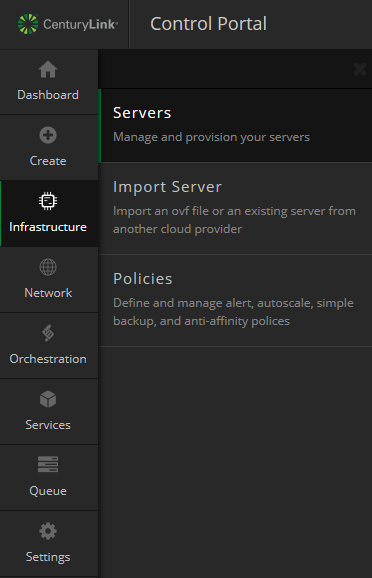 CenturyLink®
Control Portal
Dashboard
Create
Infrastructure
Network
Orchestration
Services
Queue
Settings
Servers
Manage and provision your servers
Import Server
Import an ovf file or an existing server from
another cloud provider
Policies
Define and manage alert, autoscale, simple
backup, and anti-affinity polices